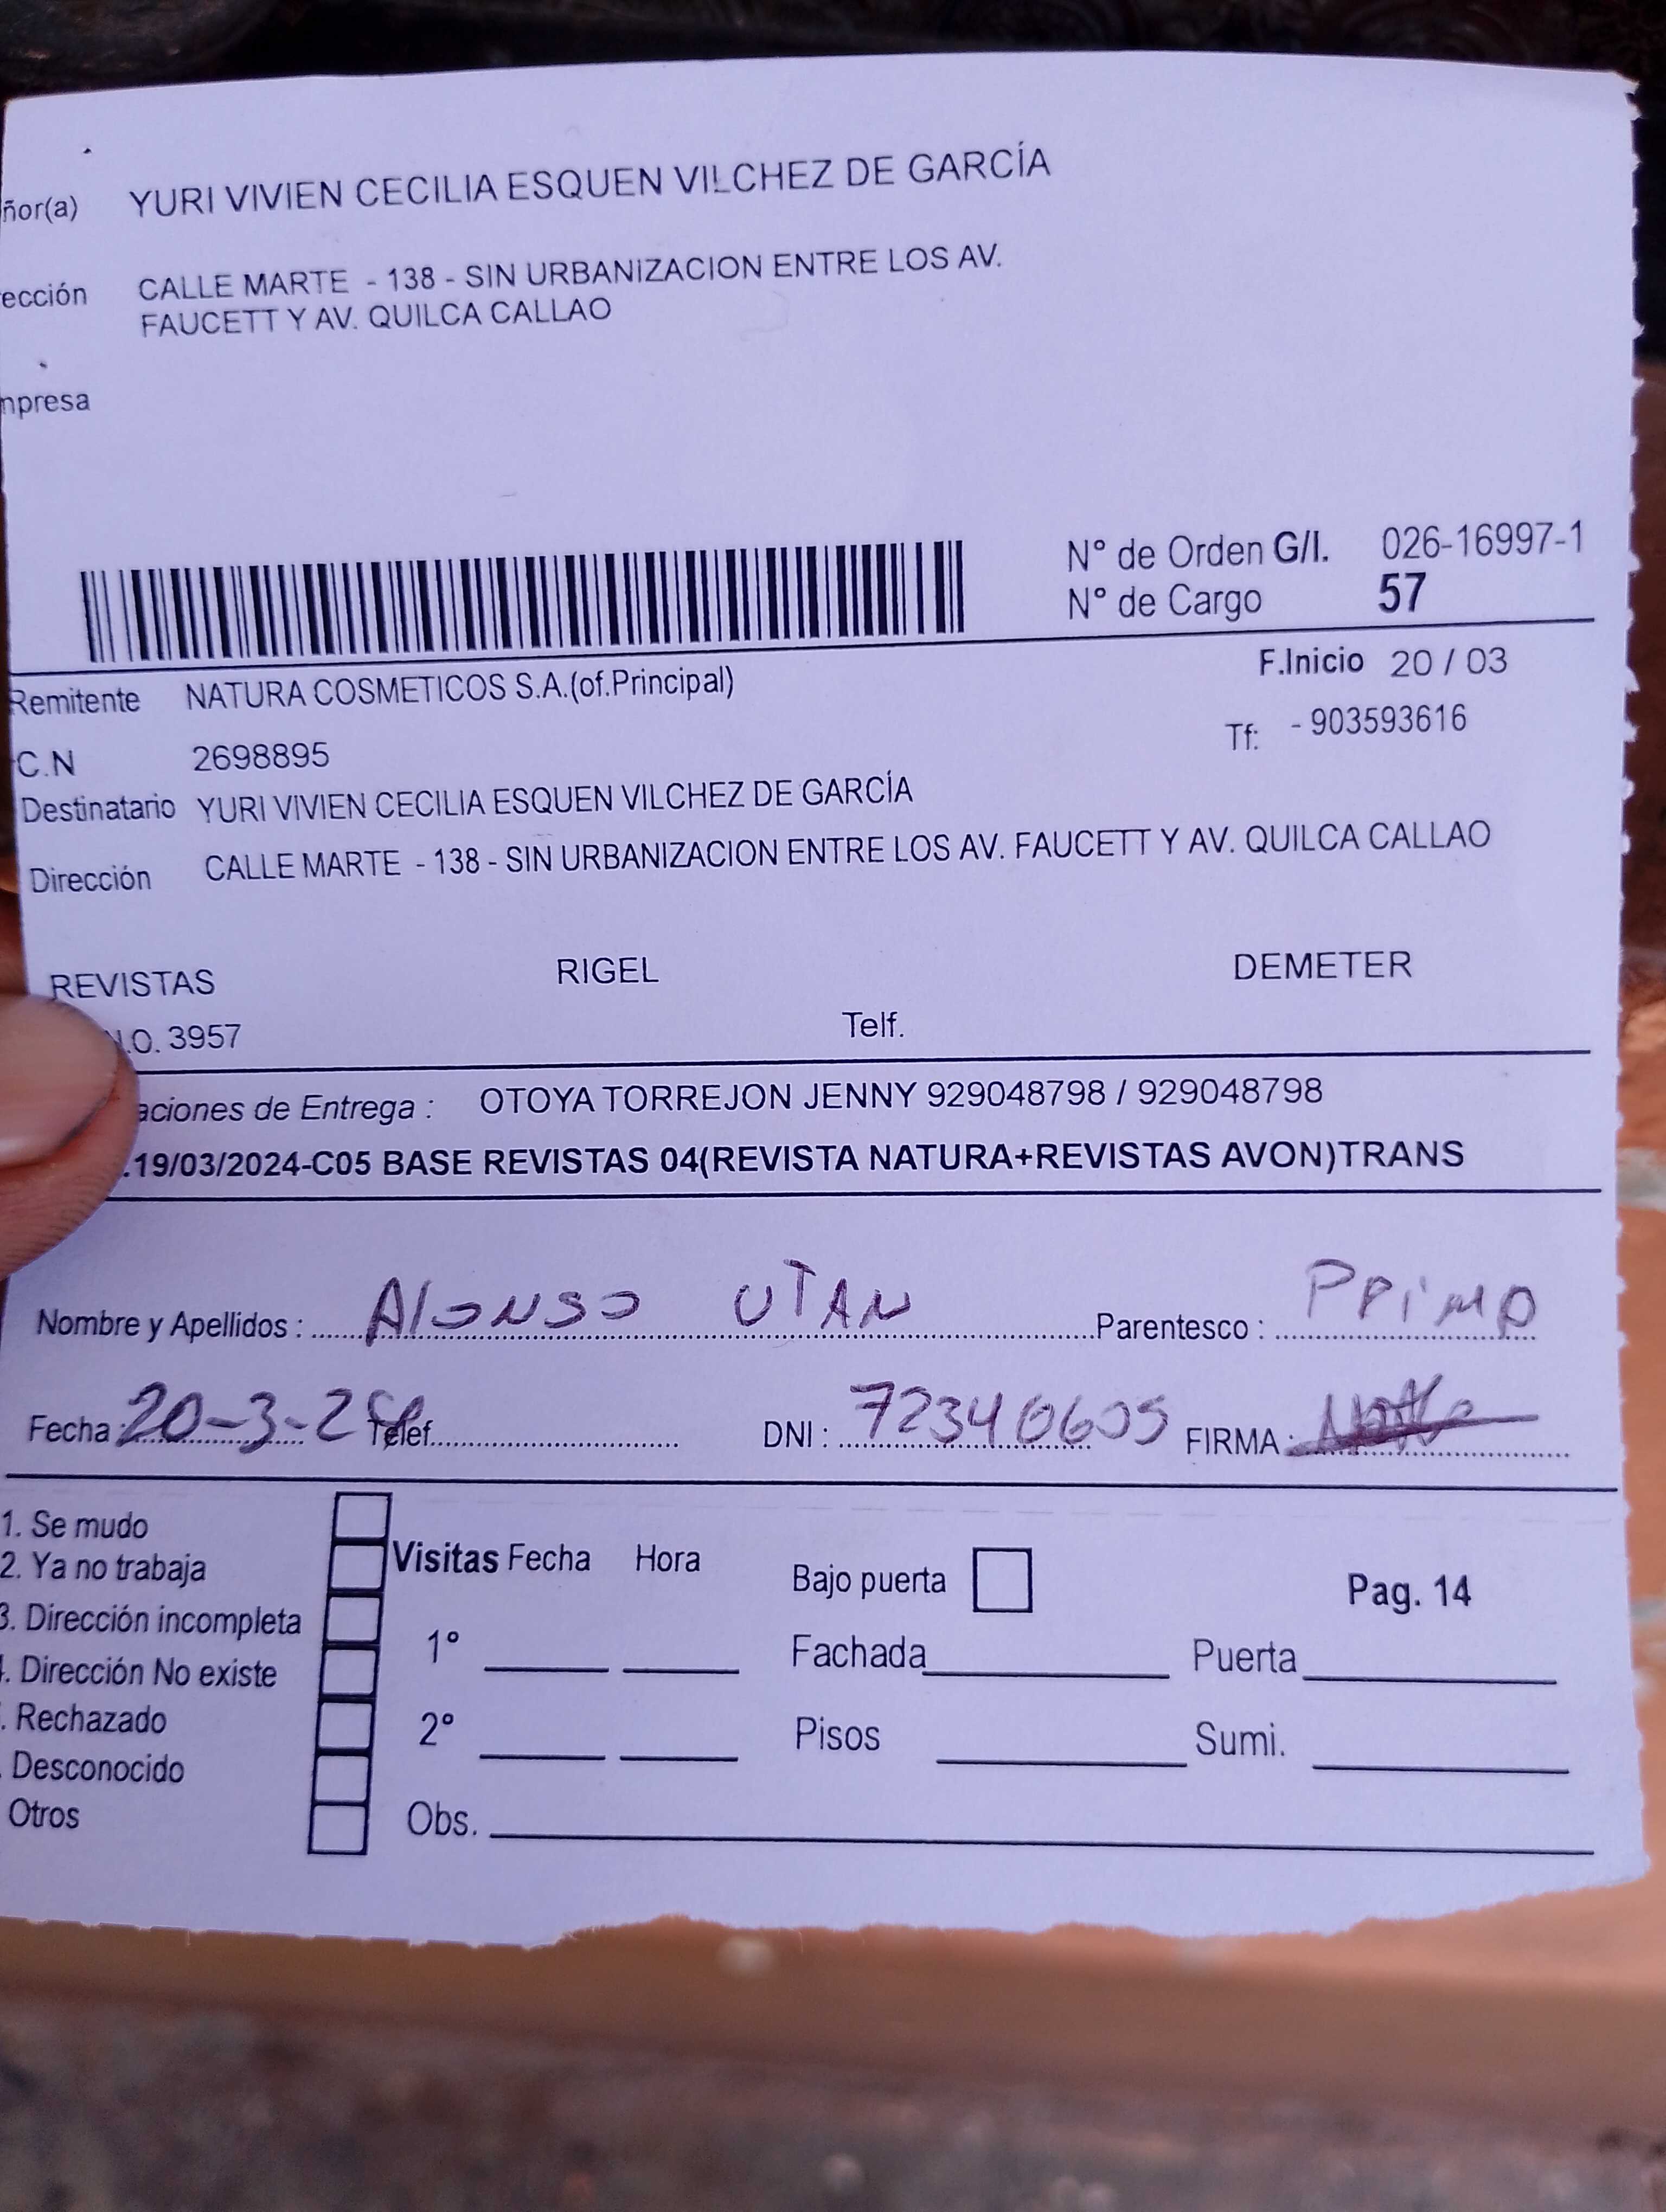 ñor(a) YURI VIVIEN CECILIA ESQUEN VILCHEZ DE GARCÍA
ección CALLE MARTE - 138 - SIN URBANIZACION ENTRE LOS AV.
FAUCETT Y AV. QUILCA CALLAO
mpresa
N° de Orden G/I. 026-16997-1
N° de Cargo 57
F.Inicio 20 / 03
Remitente NATURA COSMETICOS S.A.(of.Principal)
Tf: - 903593616
C.N 2698895
Destinatario YURI VIVIEN CECILIA ESQUEN VILCHEZ DE GARCÍA
Dirección CALLE MARTE - 138 - SIN URBANIZACION ENTRE LOS AV. FAUCETT Y AV. QUILCA CALLAO
REVISTAS RIGEL DEMETER
.O. 3957 Telf.
aciones de Entrega : OTOYA TORREJON JENNY 929048798 / 929048798
.19/03/2024-C05 BASE REVISTAS 04(REVISTA NATURA+REVISTAS AVON)TRANS
Nombre y Apellidos : Alonso UTAN Parentesco : PRiMO
Fecha : 20-3-2 Telef. DNI : 72340605 FIRMA :
1. Se mudo
2. Ya no trabaja
Visitas Fecha Hora Bajo puerta Pag. 14
3. Dirección incompleta
1° Fachada Puerta
. Dirección No existe
. Rechazado
2° Pisos Sumi.
. Desconocido
Otros
Obs.